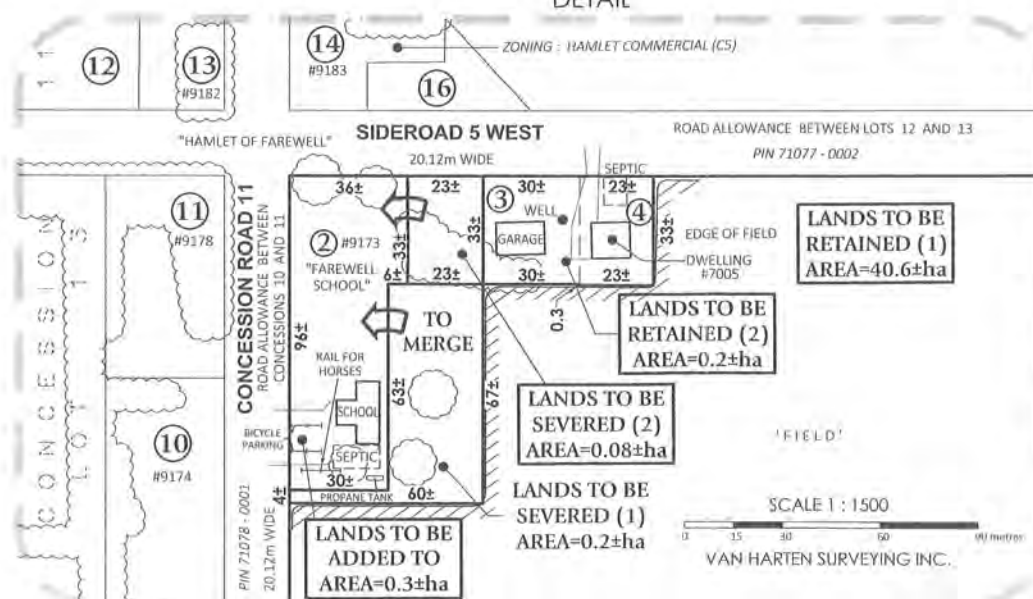 DETAIL
12
13
#9182
14
#9183
ZONING : HAMLET COMMERCIAL (C5)
16
"HAMLET OF FAREWELL"
SIDEROAD 5 WEST
20.12m WIDE
ROAD ALLOWANCE BETWEEN LOTS 12 AND 13
PIN 71077 - 0002
11
#9178
10
#9174
CONCESSION
LOT 13
CONCESSION ROAD 11
ROAD ALLOWANCE BETWEEN
CONCESSIONS 10 AND 11
PIN 71078 - 0001
20.12m WIDE
36±
23±
30±
SEPTIC
23±
2
#9173
"FAREWELL
SCHOOL"
33±
33±
3
WELL
GARAGE
4
33±
EDGE OF FIELD
DWELLING
#7005
6±
23±
30±
23±
0.3
96±
TO
MERGE
63±
67±
RAIL FOR
HORSES
SCHOOL
BICYCLE
PARKING
SEPTIC
30±
PROPANE TANK
60±
4±
LANDS TO BE
RETAINED (1)
AREA=40.6±ha
LANDS TO BE
RETAINED (2)
AREA=0.2±ha
LANDS TO BE
SEVERED (2)
AREA=0.08±ha
LANDS TO BE
SEVERED (1)
AREA=0.2±ha
LANDS TO BE
ADDED TO
AREA=0.3±ha
'FIELD'
SCALE 1 : 1500
0 15 30 60 metres
VAN HARTEN SURVEYING INC.